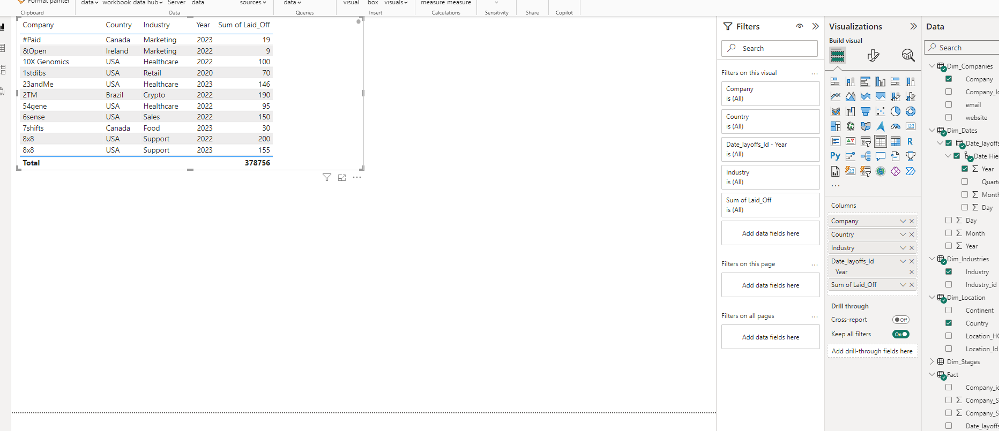 Format painter
data
workbook data hub
Server
data
sources
data
visual
box
visuals
measure measure
Clipboard
Data
Queries
Insert
Calculations
Sensitivity
Share
Copilot
Company Country Industry Year Sum of Laid_Off
#Paid Canada Marketing 2023 19
&Open Ireland Marketing 2022 9
10X Genomics USA Healthcare 2022 100
1stdibs USA Retail 2020 70
23andMe USA Healthcare 2023 146
2TM Brazil Crypto 2022 190
54gene USA Healthcare 2022 95
6sense USA Sales 2022 150
7shifts Canada Food 2023 30
8x8 USA Support 2022 200
8x8 USA Support 2023 155
Total 378756
Filters
Search
Filters on this visual
Company
is (All)
Country
is (All)
Date_layoffs_Id - Year
is (All)
Industry
is (All)
Sum of Laid_Off
is (All)
Add data fields here
Filters on this page
Add data fields here
Filters on all pages
Add data fields here
Visualizations
Build visual
123
R
Py
123
Columns
Company
Country
Industry
Date_layoffs_Id
Year
Sum of Laid_Off
Drill through
Cross-report Off
Keep all filters On
Add drill-through fields here
Data
Search
Dim_Companies
Company
Company_Id
email
website
Dim_Dates
Date_layoffs
Date Hie
Year
Quarte
Month
Day
Day
Month
Year
Dim_Industries
Industry
Industry_id
Dim_Location
Continent
Country
Location_HQ
Location_Id
Dim_Stages
Fact
Company_id
Company_S
Company_S
Date_layoffs